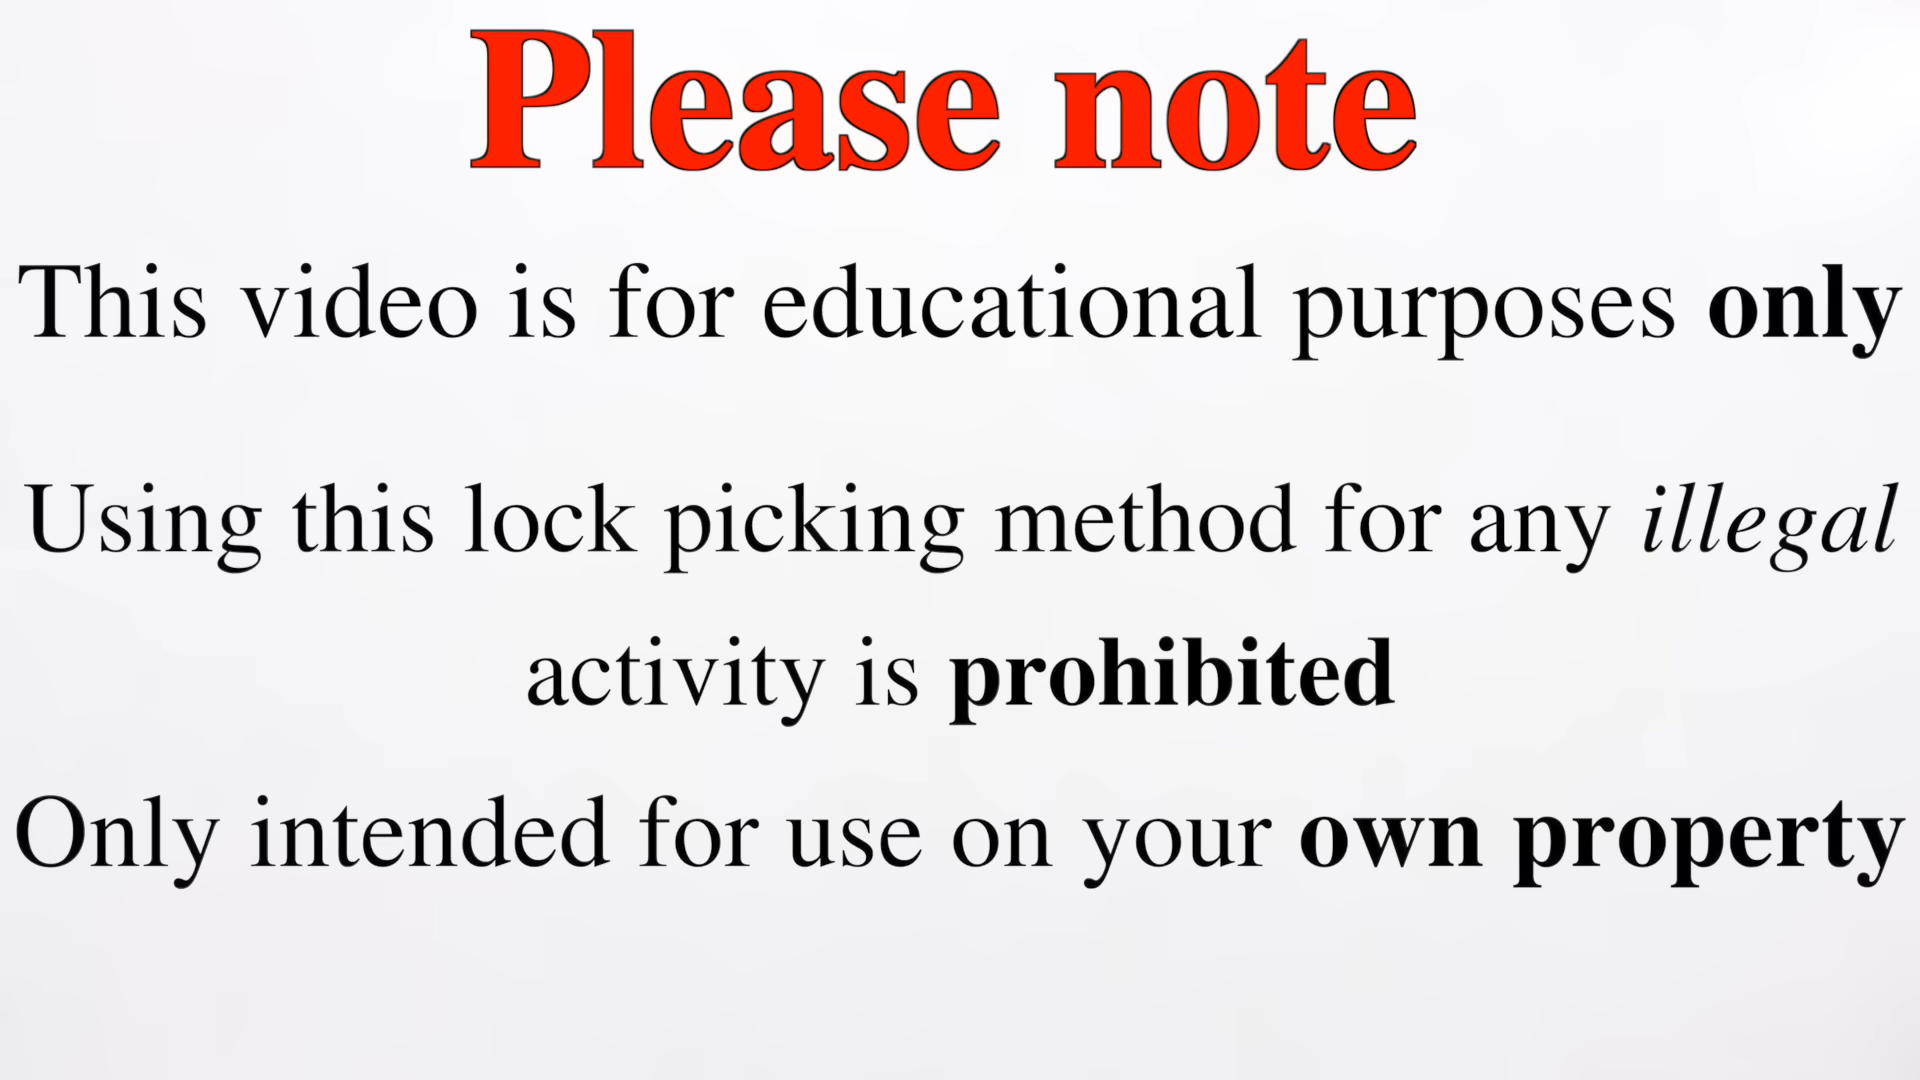 Please note
This video is for educational purposes only
Using this lock picking method for any illegal
activity is prohibited
Only intended for use on your own property